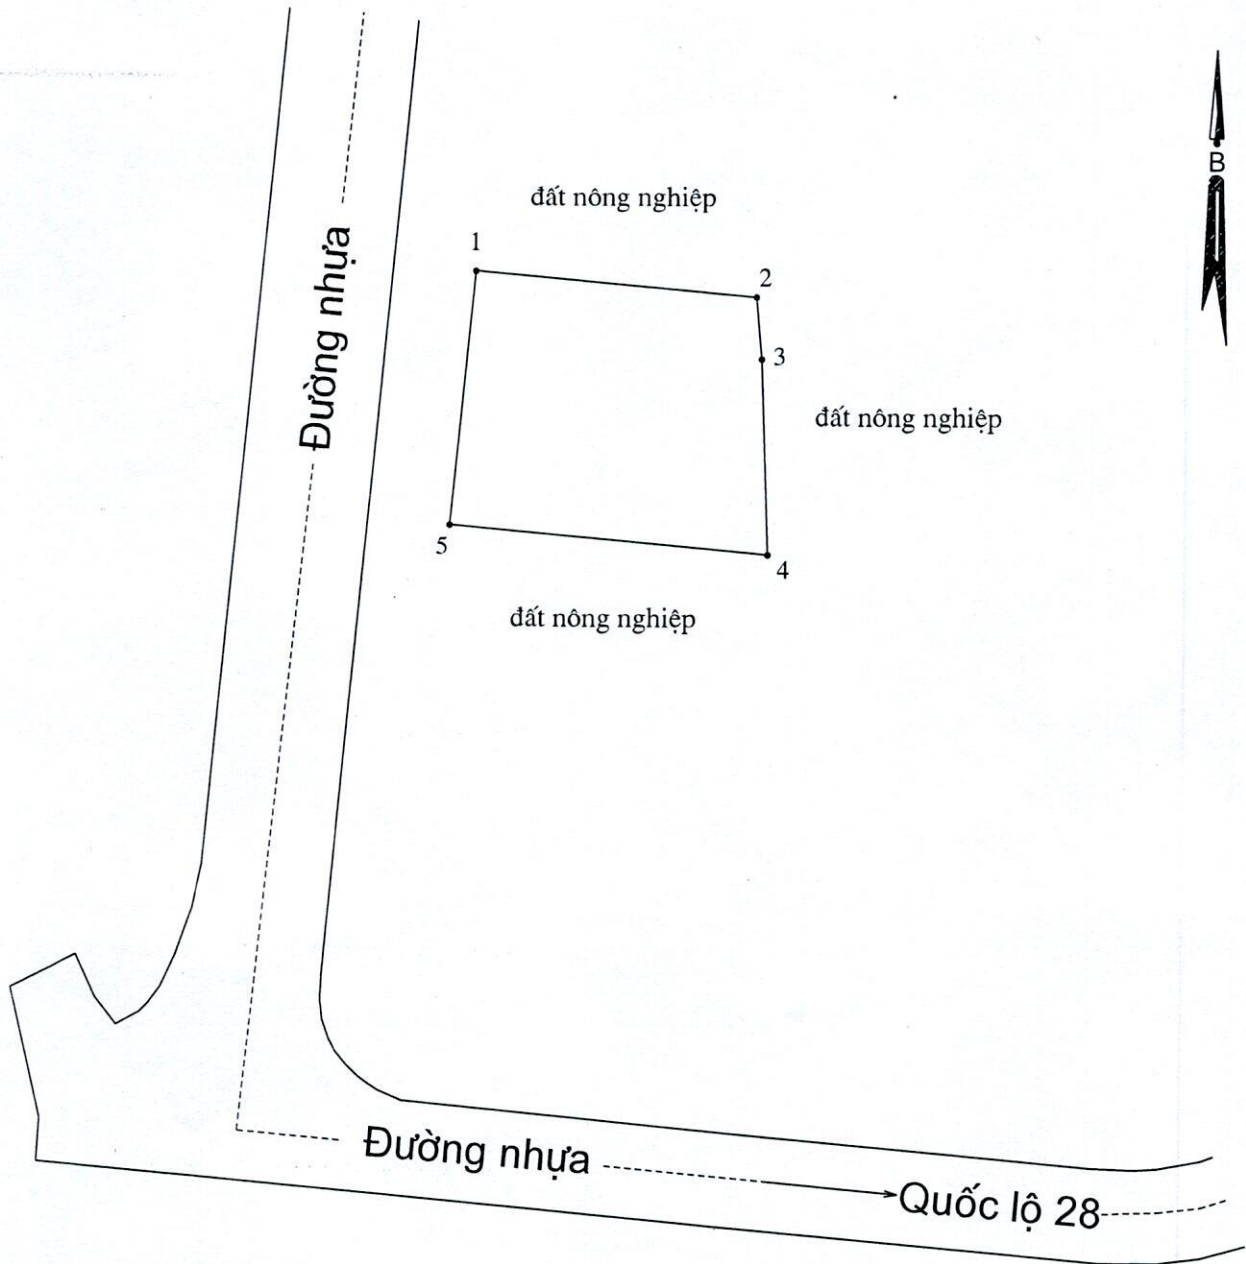 B
đất nông nghiệp
Đường nhựa
1
2
3
đất nông nghiệp
5
4
đất nông nghiệp
Đường nhựa
Quốc lộ 28